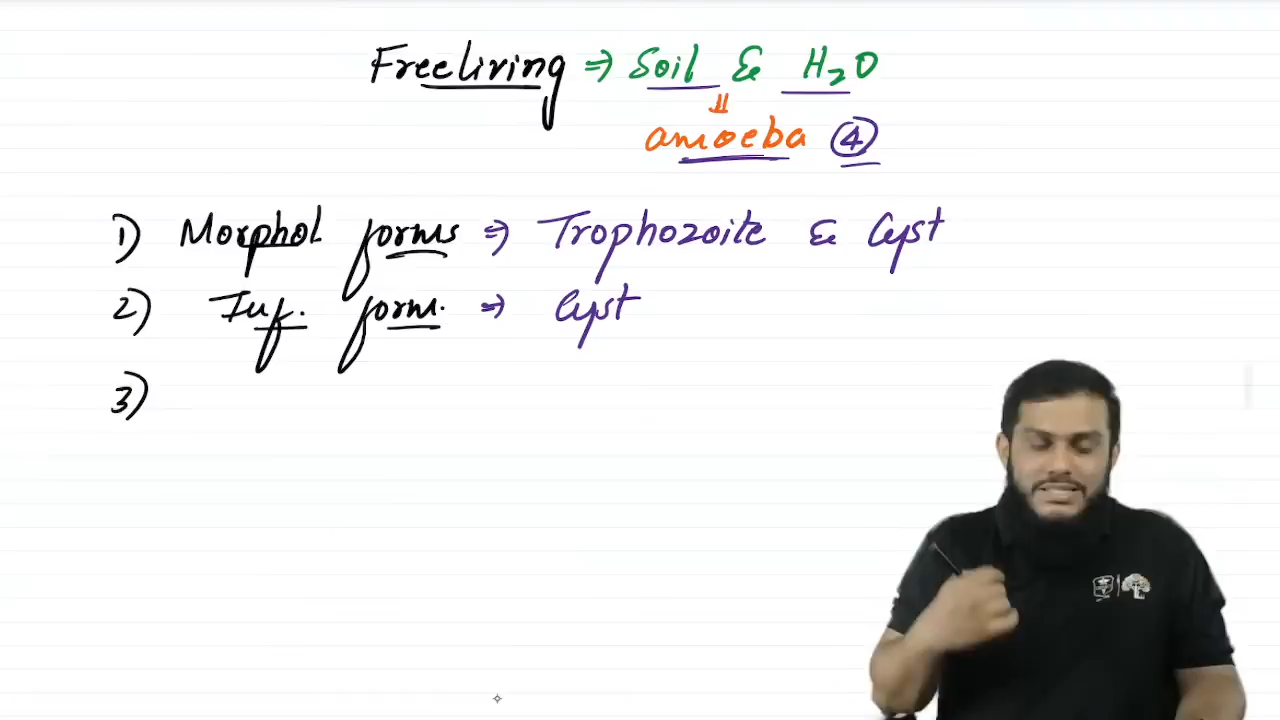 Freeliving ⇒ Soil & H₂O
⇓
amoeba ④
1) Morphol forms ⇒ Trophozoite & Cyst
2) Inf. form. ⇒ Cyst
3)